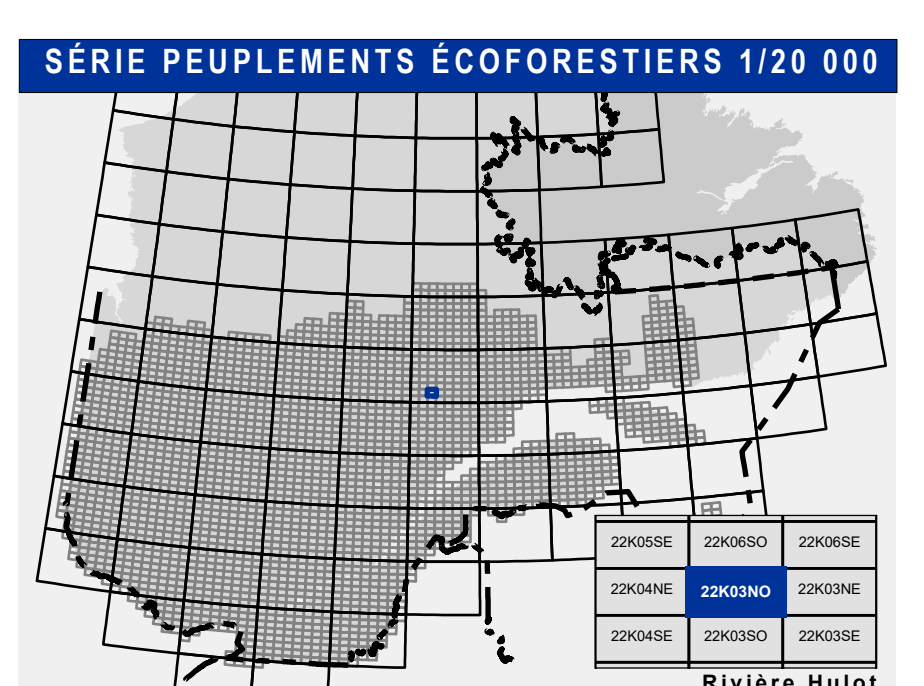 SÉRIE PEUPLEMENTS ÉCOFORESTIERS 1/20 000
22K05SE 22K06SO 22K06SE
22K04NE 22K03NO 22K03NE
22K04SE 22K03SO 22K03SE
Rivière Hulot